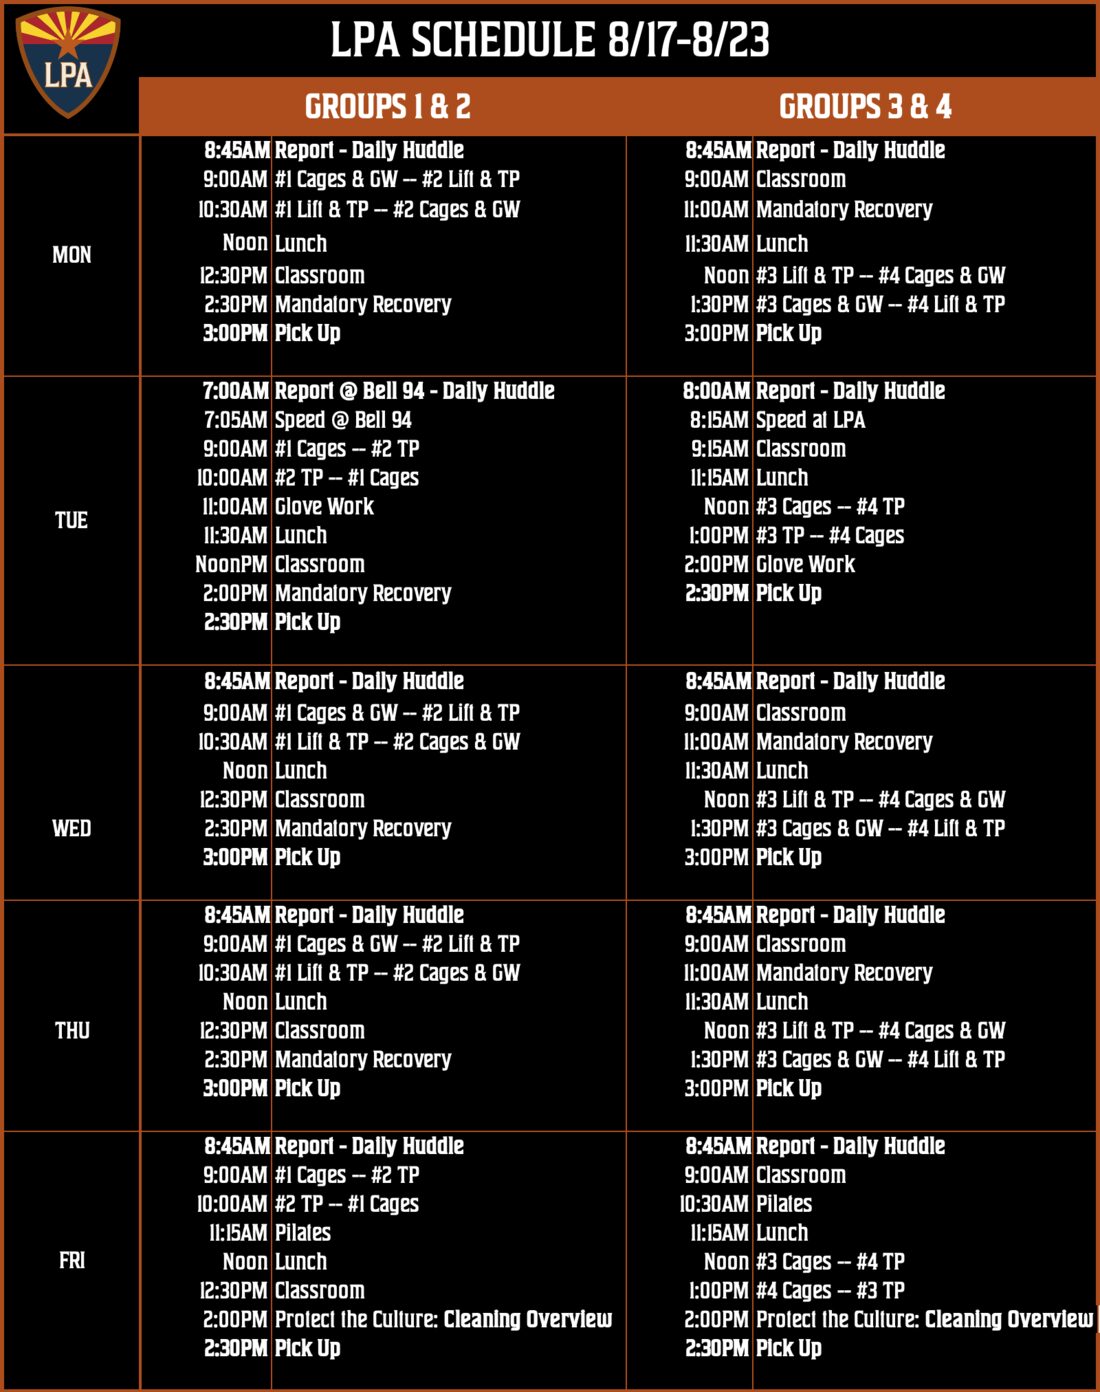 LPA
LPA SCHEDULE 8/17-8/23
GROUPS 1 & 2
GROUPS 3 & 4
MON
8:45AM Report - Daily Huddle
9:00AM #1 Cages & GW -- #2 Lift & TP
10:30AM #1 Lift & TP -- #2 Cages & GW
Noon Lunch
12:30PM Classroom
2:30PM Mandatory Recovery
3:00PM Pick Up
8:45AM Report - Daily Huddle
9:00AM Classroom
11:00AM Mandatory Recovery
11:30AM Lunch
Noon #3 Lift & TP -- #4 Cages & GW
1:30PM #3 Cages & GW -- #4 Lift & TP
3:00PM Pick Up
TUE
7:00AM Report @ Bell 94 - Daily Huddle
7:05AM Speed @ Bell 94
9:00AM #1 Cages -- #2 TP
10:00AM #2 TP -- #1 Cages
11:00AM Glove Work
11:30AM Lunch
NoonPM Classroom
2:00PM Mandatory Recovery
2:30PM Pick Up
8:00AM Report - Daily Huddle
8:15AM Speed at LPA
9:15AM Classroom
11:15AM Lunch
Noon #3 Cages -- #4 TP
1:00PM #3 TP -- #4 Cages
2:00PM Glove Work
2:30PM Pick Up
WED
8:45AM Report - Daily Huddle
9:00AM #1 Cages & GW -- #2 Lift & TP
10:30AM #1 Lift & TP -- #2 Cages & GW
Noon Lunch
12:30PM Classroom
2:30PM Mandatory Recovery
3:00PM Pick Up
8:45AM Report - Daily Huddle
9:00AM Classroom
11:00AM Mandatory Recovery
11:30AM Lunch
Noon #3 Lift & TP -- #4 Cages & GW
1:30PM #3 Cages & GW -- #4 Lift & TP
3:00PM Pick Up
THU
8:45AM Report - Daily Huddle
9:00AM #1 Cages & GW -- #2 Lift & TP
10:30AM #1 Lift & TP -- #2 Cages & GW
Noon Lunch
12:30PM Classroom
2:30PM Mandatory Recovery
3:00PM Pick Up
8:45AM Report - Daily Huddle
9:00AM Classroom
11:00AM Mandatory Recovery
11:30AM Lunch
Noon #3 Lift & TP -- #4 Cages & GW
1:30PM #3 Cages & GW -- #4 Lift & TP
3:00PM Pick Up
FRI
8:45AM Report - Daily Huddle
9:00AM #1 Cages -- #2 TP
10:00AM #2 TP -- #1 Cages
11:15AM Pilates
Noon Lunch
12:30PM Classroom
2:00PM Protect the Culture: Cleaning Overview
2:30PM Pick Up
8:45AM Report - Daily Huddle
9:00AM Classroom
10:30AM Pilates
11:15AM Lunch
Noon #3 Cages -- #4 TP
1:00PM #4 Cages -- #3 TP
2:00PM Protect the Culture: Cleaning Overview
2:30PM Pick Up